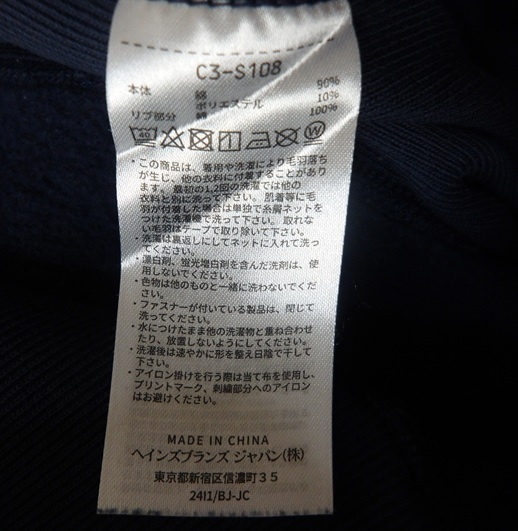 C3-S108
本体 綿 90%
ポリエステル 10%
リブ部分 綿 100%
40 W
・この商品は、着用や洗濯により毛羽落ち
が生じ、他の衣料に付着することがあり
ます。最初の1,2回の洗濯では他の
衣料と別に洗って下さい。肌着等に毛
羽が付着した場合は単独で糸屑ネットを
つけた洗濯機で洗って下さい。取れな
い毛羽はテープで取り除いて下さい。
・洗濯は裏返しにしてネットに入れて洗っ
てください。
・漂白剤、蛍光増白剤を含んだ洗剤は、使
用しないでください。
・色物は他のものと一緒に洗わないでくだ
さい。
・ファスナーが付いている製品は、閉じて
洗ってください。
・水につけたまま他の洗濯物と重ね合わせ
たり、放置しないようにしてください。
・洗濯後は速やかに形を整え日陰で干して
下さい。
・アイロン掛けを行う際は当て布を使用し、
プリントマーク、刺繍部分へのアイロン
はお避けください。
MADE IN CHINA
ヘインズブランズ ジャパン(株)
東京都新宿区信濃町35
24I1/BJ-JC